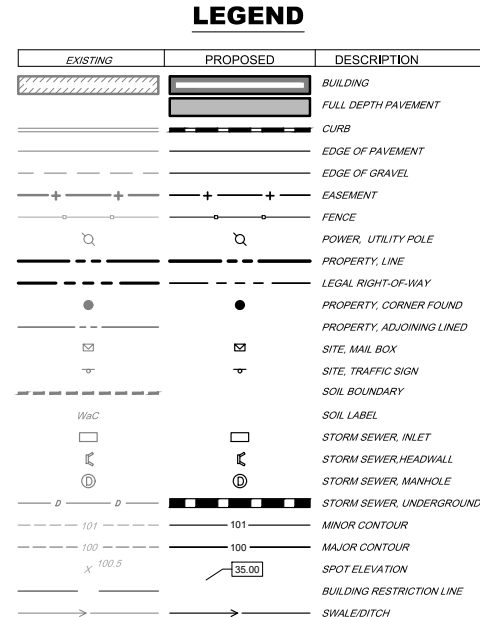 LEGEND
EXISTING PROPOSED DESCRIPTION
BUILDING
FULL DEPTH PAVEMENT
CURB
EDGE OF PAVEMENT
EDGE OF GRAVEL
EASEMENT
FENCE
POWER, UTILITY POLE
PROPERTY, LINE
LEGAL RIGHT-OF-WAY
PROPERTY, CORNER FOUND
PROPERTY, ADJOINING LINED
SITE, MAIL BOX
SITE, TRAFFIC SIGN
SOIL BOUNDARY
WaC SOIL LABEL
STORM SEWER, INLET
STORM SEWER,HEADWALL
D D STORM SEWER, MANHOLE
D D STORM SEWER, UNDERGROUND
101 101 MINOR CONTOUR
100 100 MAJOR CONTOUR
X 100.5 35.00 SPOT ELEVATION
BUILDING RESTRICTION LINE
SWALE/DITCH